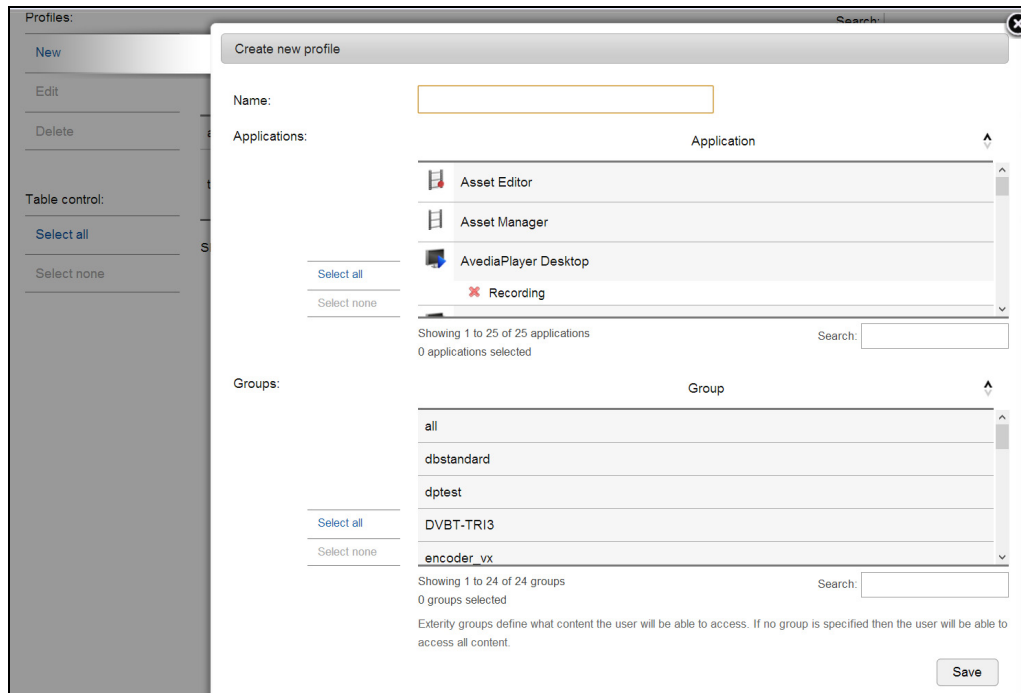 Profiles:
Search:
New
Edit
Delete
Table control:
Select all
Select none
Create new profile
Name:
Applications:
Application
Asset Editor
Asset Manager
AvediaPlayer Desktop
Recording
Select all
Select none
Showing 1 to 25 of 25 applications
Search:
0 applications selected
Groups:
Group
all
dbstandard
dptest
DVBT-TRI3
encoder_vx
Select all
Select none
Showing 1 to 24 of 24 groups
Search:
0 groups selected
Exterity groups define what content the user will be able to access. If no group is specified then the user will be able to
access all content.
Save